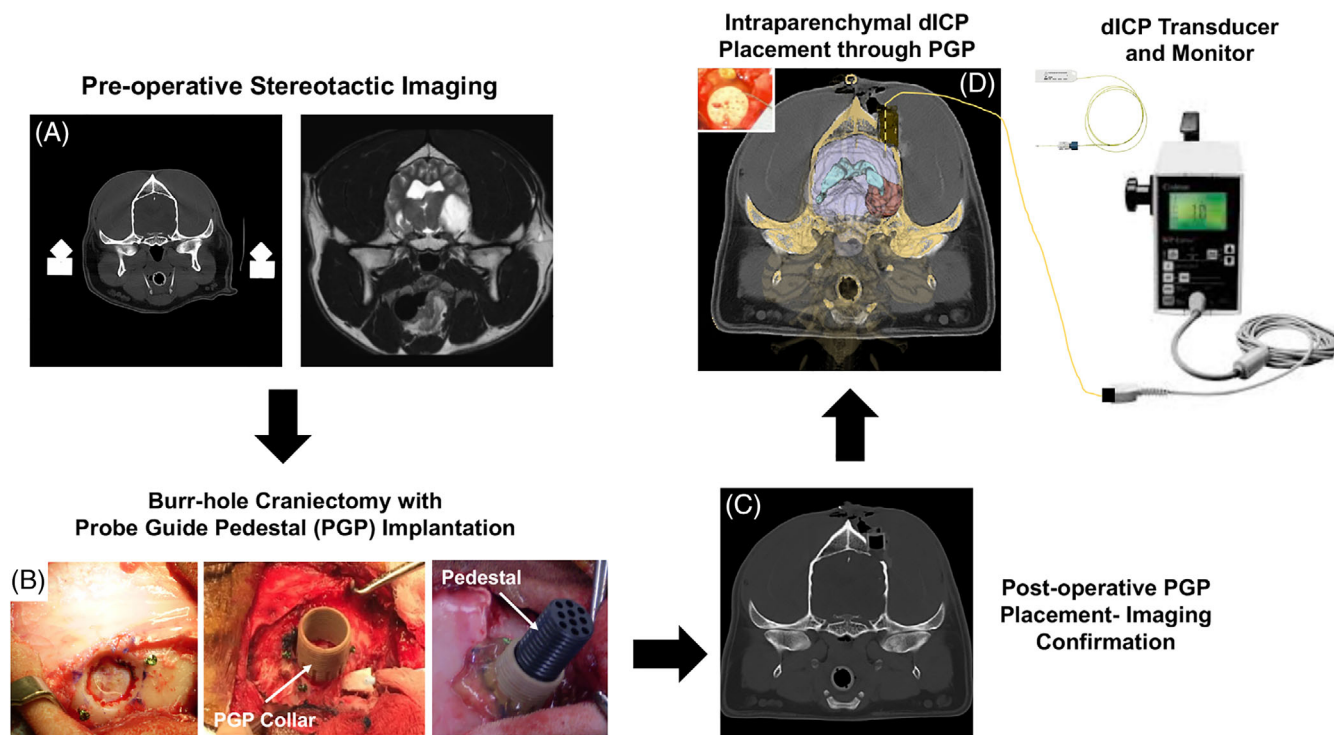 Pre-operative Stereotactic Imaging
(A)
Burr-hole Craniectomy with
Probe Guide Pedestal (PGP) Implantation
(B)
PGP Collar
Pedestal
(C)
Post-operative PGP
Placement- Imaging
Confirmation
Intraparenchymal dICP
Placement through PGP
(D)
dICP Transducer
and Monitor
Codman
10